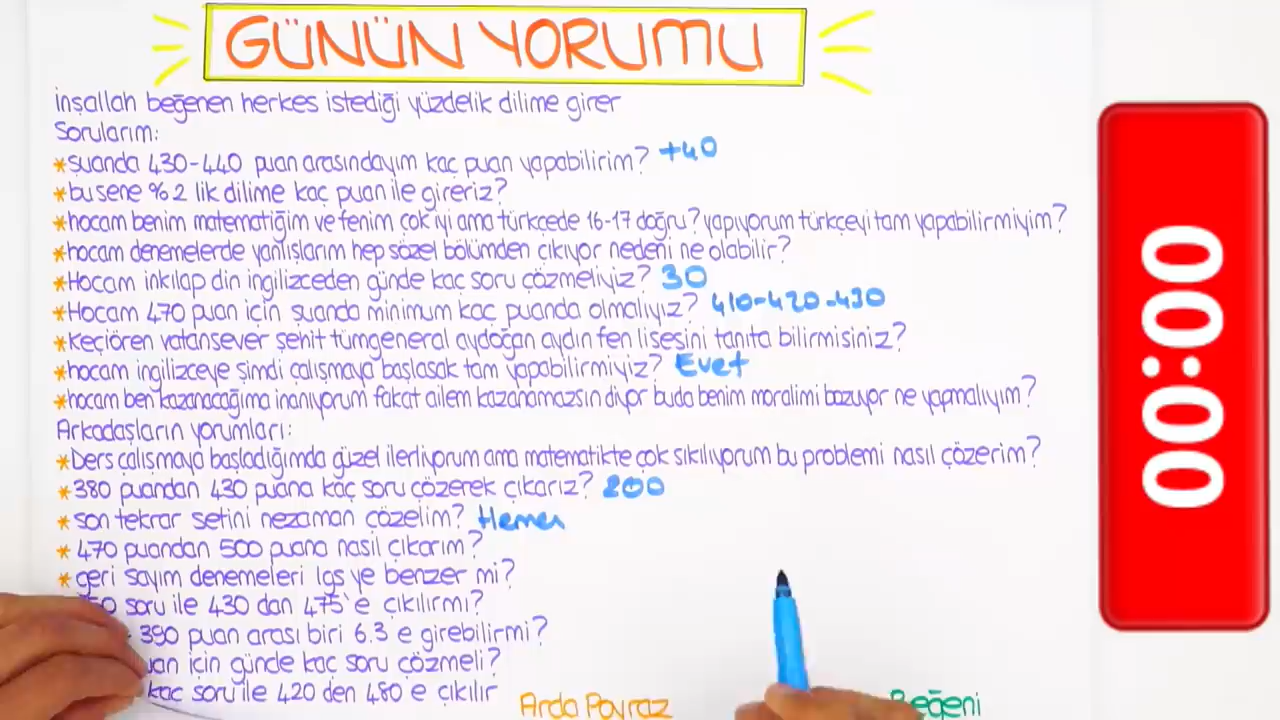 GÜNÜN YORUMU
inşallah beğenen herkes istediği yüzdelik dilime girer
Sorularım:
*şuanda 430-440 puan arasındayım kaç puan yapabilirim? +40
*bu sene %2 lik dilime kaç puan ile gireriz?
*hocam benim matematiğim ve fenim çok iyi ama türkçede 16-17 doğru? yapıyorum türkçeyi tam yapabilirmiyim?
*hocam denemelerde yanlışlarım hep sözel bölümden çıkıyor nedeni ne olabilir?
*Hocam inkılap din ingilizceden günde kaç soru çözmeliyiz? 30
*Hocam 470 puan için şuanda minimum kaç puanda olmalıyız? 410-420-430
*keçiören vatansever şehit tümgeneral aydoğan aydın fen lisesini tanıta bilirmisiniz?
*hocam ingilizceye şimdi çalışmaya başlasak tam yapabilirmiyiz? Evet
*hocam ben kazanacağıma inanıyorum fakat ailem kazanamazsın diyor buda benim moralimi bozuyor ne yapmalıyım?
Arkadaşların yorumları:
*Ders çalışmaya başladığımda güzel ilerliyorum ama matematikte çok sıkılıyorum bu problemi nasıl çözerim?
*380 puandan 430 puana kaç soru çözerek çıkarız? 200
*son tekrar setini nezaman çözelim? Hemen
*470 puandan 500 puana nasıl çıkarım?
*geri sayım denemeleri lgs ye benzer mi?
50 soru ile 430 dan 475'e çıkılırmı?
- 390 puan arası biri 6.3 e girebilirmi?
için günde kaç soru çözmeli?
kaç soru ile 420 den 480 e çıkılır
Arda Poyraz
Beğeni
00:00